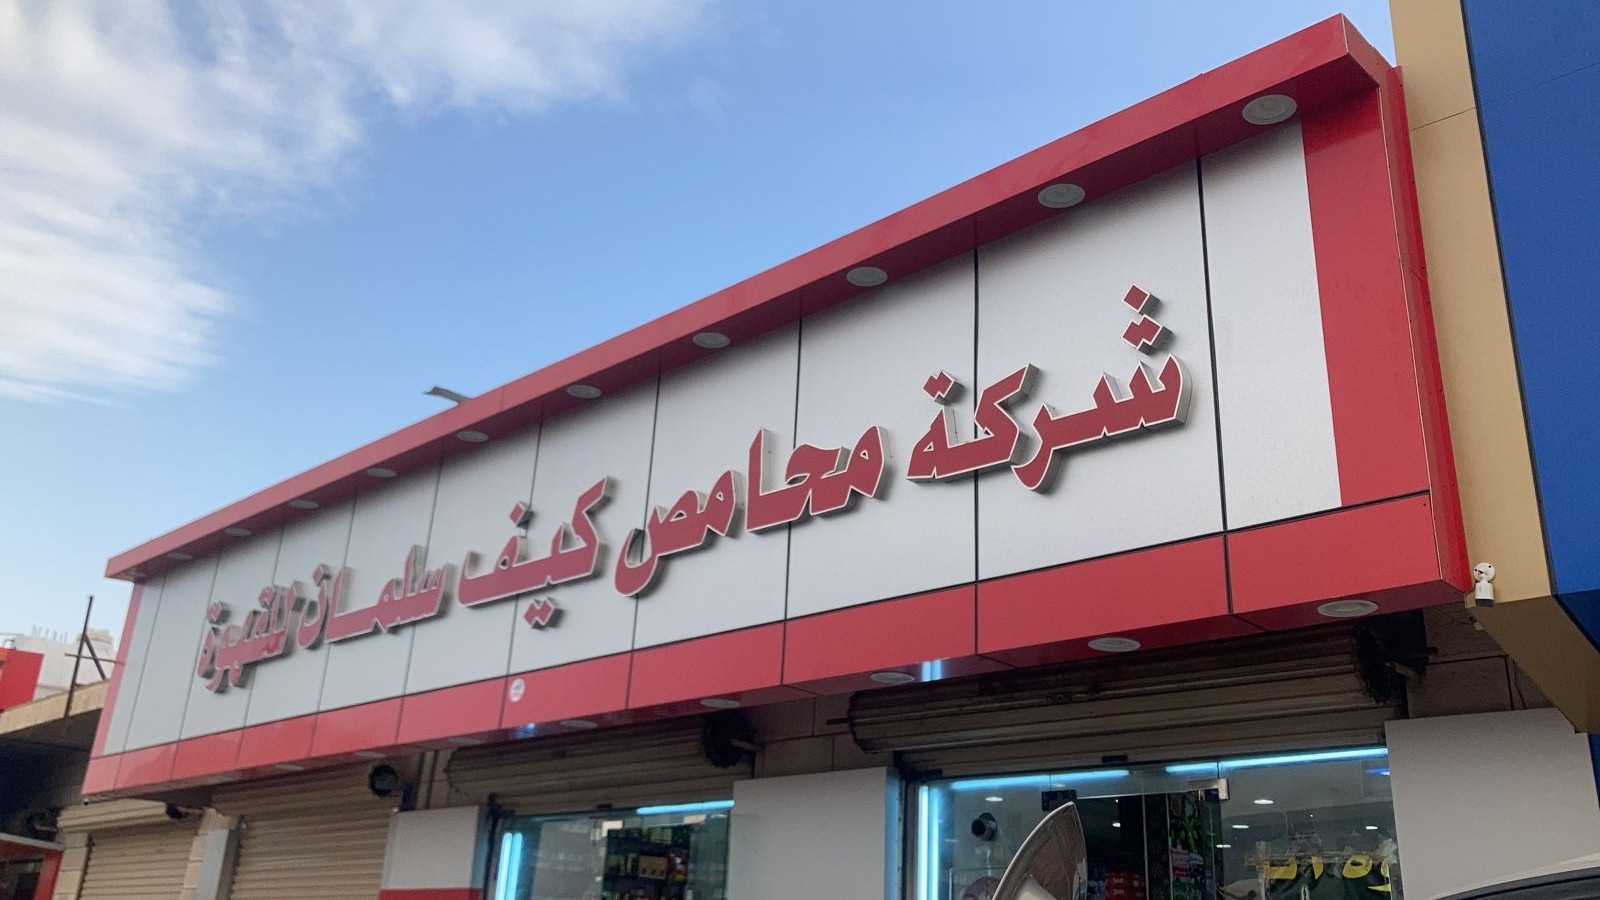 شركة محامص كيف سلمان للقهوة